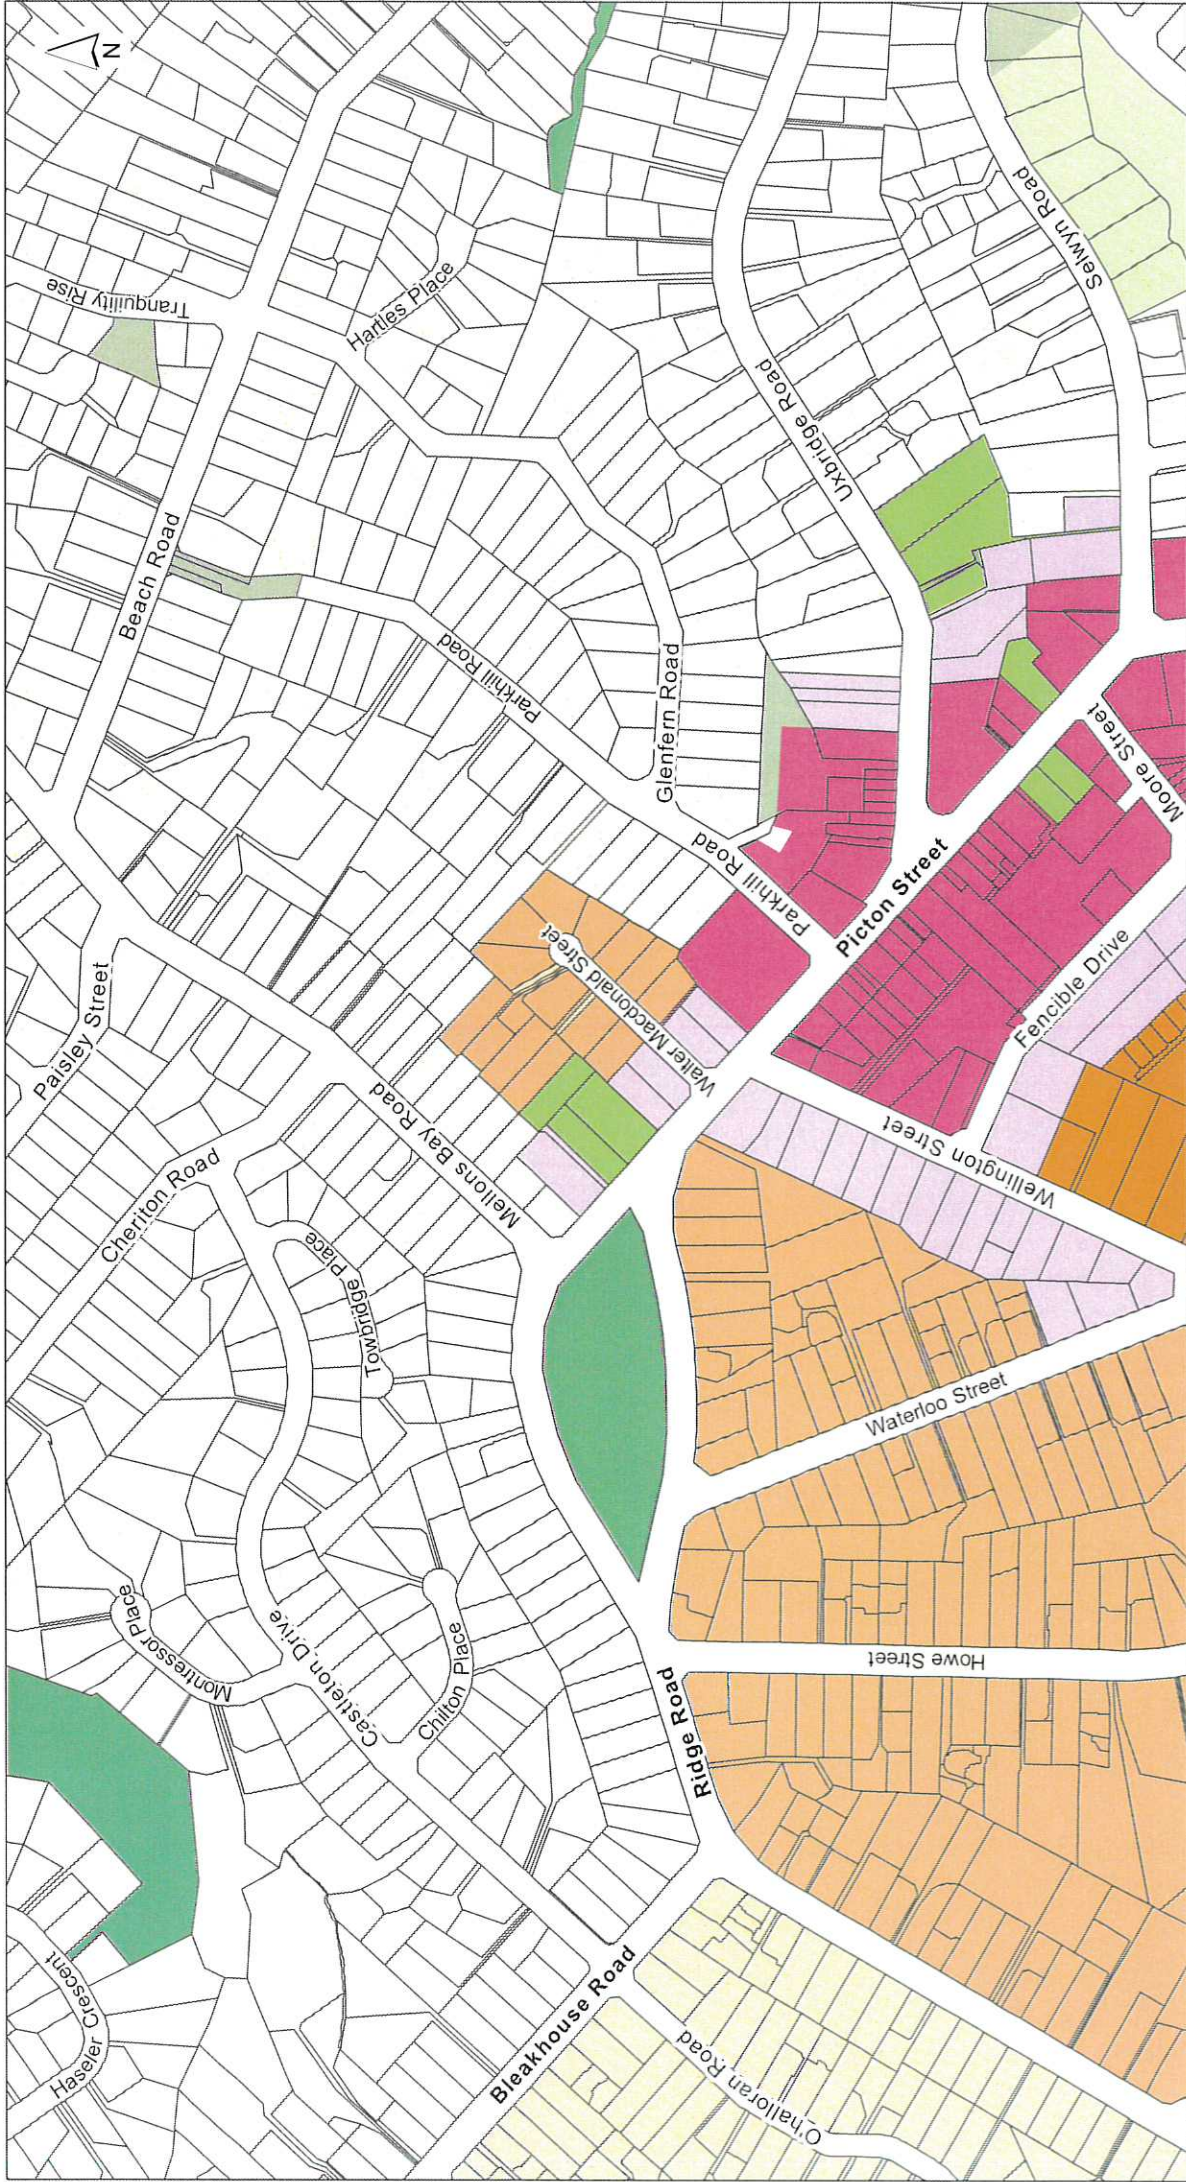 N
Tranquility Rise
Hartles Place
Selwyn Road
Uxbridge Road
Beach Road
Parkhill Road
Glenfern Road
Moore Street
Parkhill Road
Picton Street
Walter Macdonald Street
Fencible Drive
Paisley Street
Mellons Bay Road
Wellington Street
Cheriton Road
Towbridge Place
Waterloo Street
Montressor Place
Castleton Drive
Chilton Place
Howe Street
Ridge Road
Haseler Crescent
Bleakhouse Road
O'halloran Road